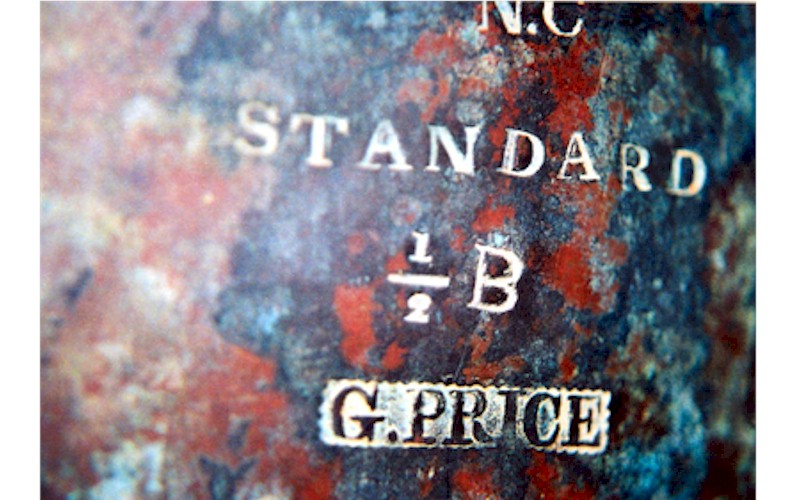 N.C
STANDARD
1/2 B
G.PRICE